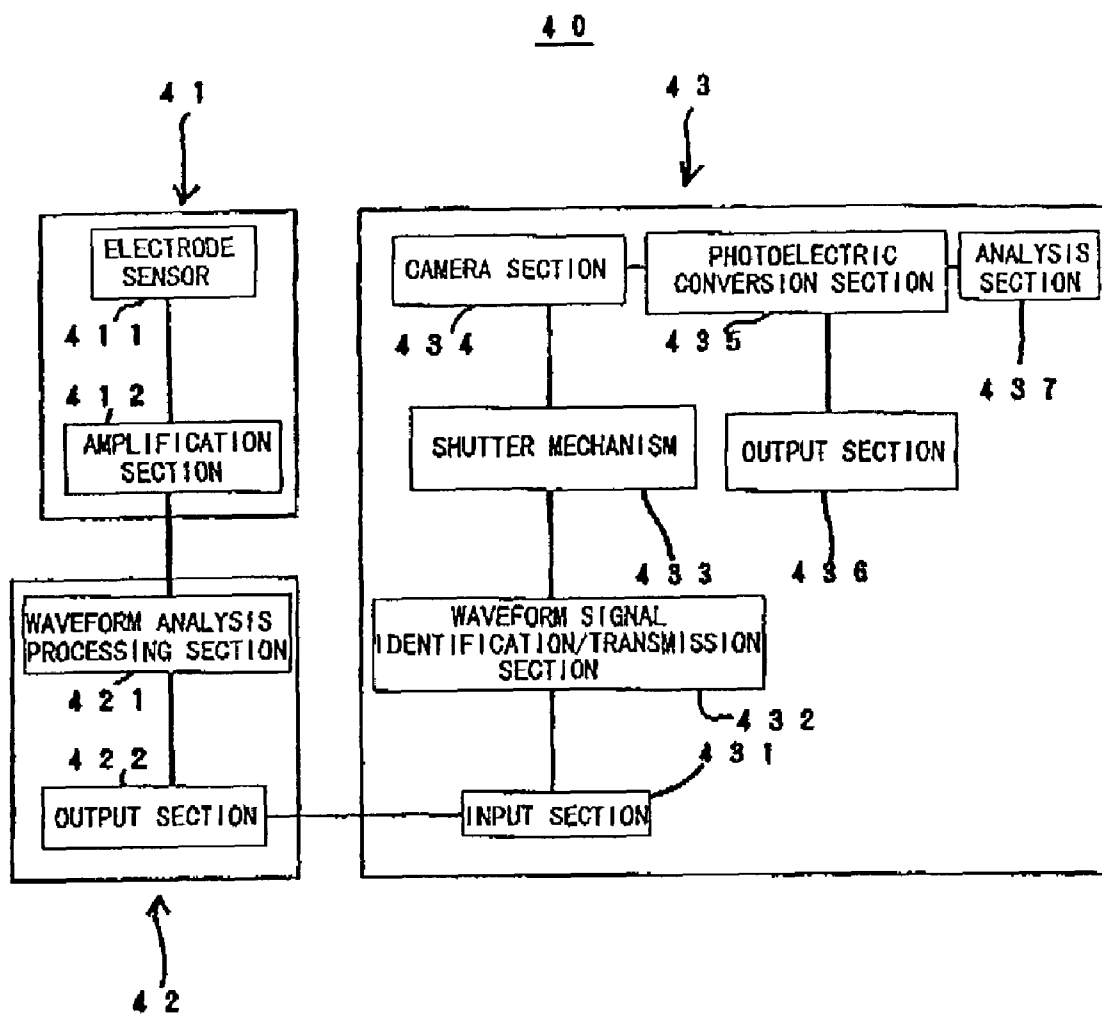 40
41
43
ELECTRODE
SENSOR
411
412
AMPLIFICATION
SECTION
WAVEFORM ANALYSIS
PROCESSING SECTION
421
422
OUTPUT SECTION
42
CAMERA SECTION
434
PHOTOELECTRIC
CONVERSION SECTION
435
ANALYSIS
SECTION
437
SHUTTER MECHANISM
433
OUTPUT SECTION
436
WAVEFORM SIGNAL
IDENTIFICATION/TRANSMISSION
SECTION
432
431
INPUT SECTION